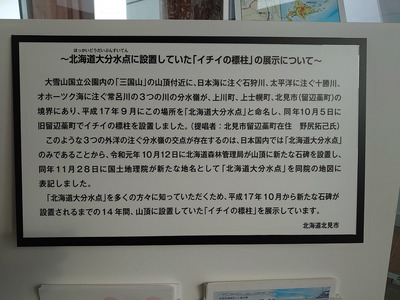 ほっかいどうだいぶんすいてん
～北海道大分水点に設置していた「イチイの標柱」の展示について～
大雪山国立公園内の「三国山」の山頂付近に、日本海に注ぐ石狩川、太平洋に注ぐ十勝川、
オホーツク海に注ぐ常呂川の3つの川の分水嶺が、上川町、上士幌町、北見市(留辺蘂町)の
境界にあり、平成17年9月にこの場所を「北海道大分水点」と命名し、同年10月5日に
旧留辺蘂町でイチイの標柱を設置しました。(提唱者：北見市留辺蘂町在住 野尻拓己氏)
このような3つの外洋の注ぐ分水嶺の交点が存在するのは、日本国内では「北海道大分水点」
のみであることから、令和元年10月12日に北海道森林管理局が山頂に新たな石碑を設置し、
同年11月28日に国土地理院が新たな地名として「北海道大分水点」を同院の地図に
表記しました。
「北海道大分水点」を多くの方々に知っていただくため、平成17年10月から新たな石碑が
設置されるまでの14年間、山頂に設置していた「イチイの標柱」を展示しています。
北海道北見市